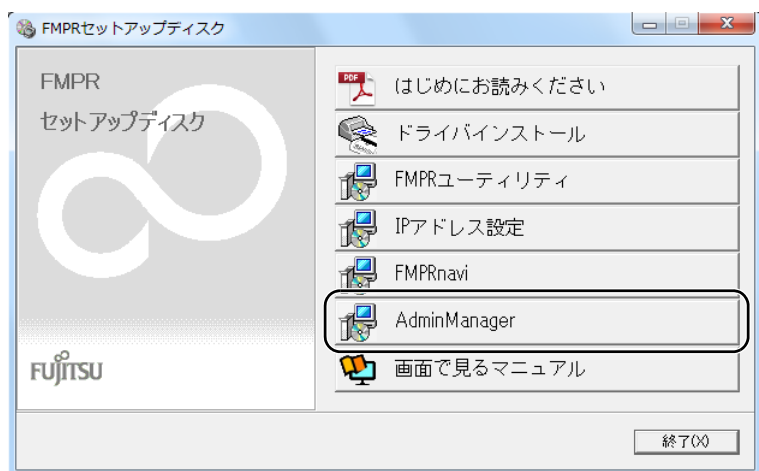 FMPRセットアップディスク
FMPR
セットアップディスク
PDF
はじめにお読みください
ドライバインストール
FMPRユーティリティ
IPアドレス設定
FMPRnavi
AdminManager
画面で見るマニュアル
FUJITSU
終了(X)